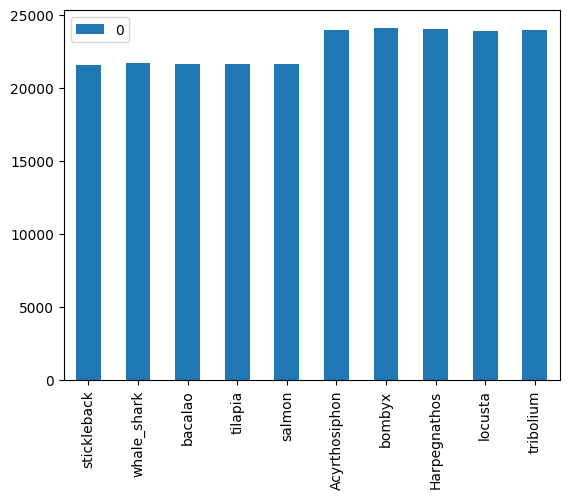 25000
20000
15000
10000
5000
0
0
stickleback
whale_shark
bacalao
tilapia
salmon
Acyrthosiphon
bombyx
Harpegnathos
locusta
tribolium